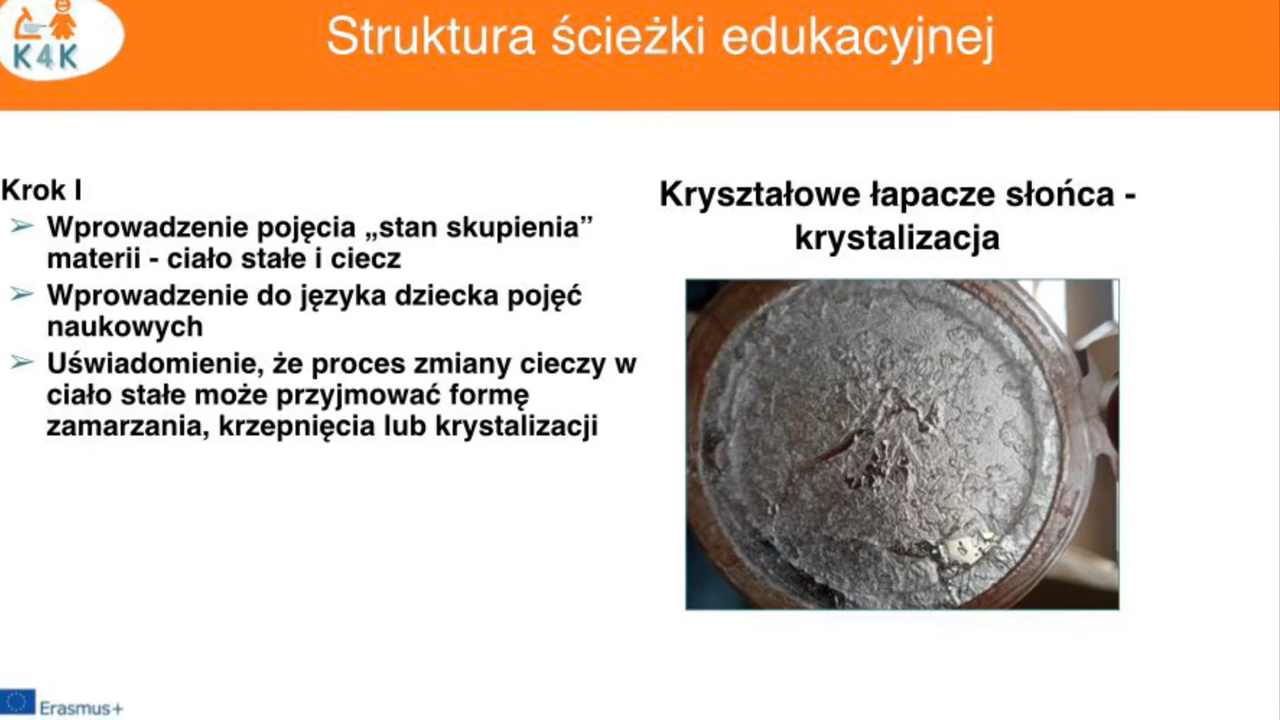 K4K
Struktura ścieżki edukacyjnej
Krok I
➢ Wprowadzenie pojęcia „stan skupienia”
materii - ciało stałe i ciecz
➢ Wprowadzenie do języka dziecka pojęć
naukowych
➢ Uświadomienie, że proces zmiany cieczy w
ciało stałe może przyjmować formę
zamarzania, krzepnięcia lub krystalizacji
Kryształowe łapacze słońca -
krystalizacja
Erasmus+